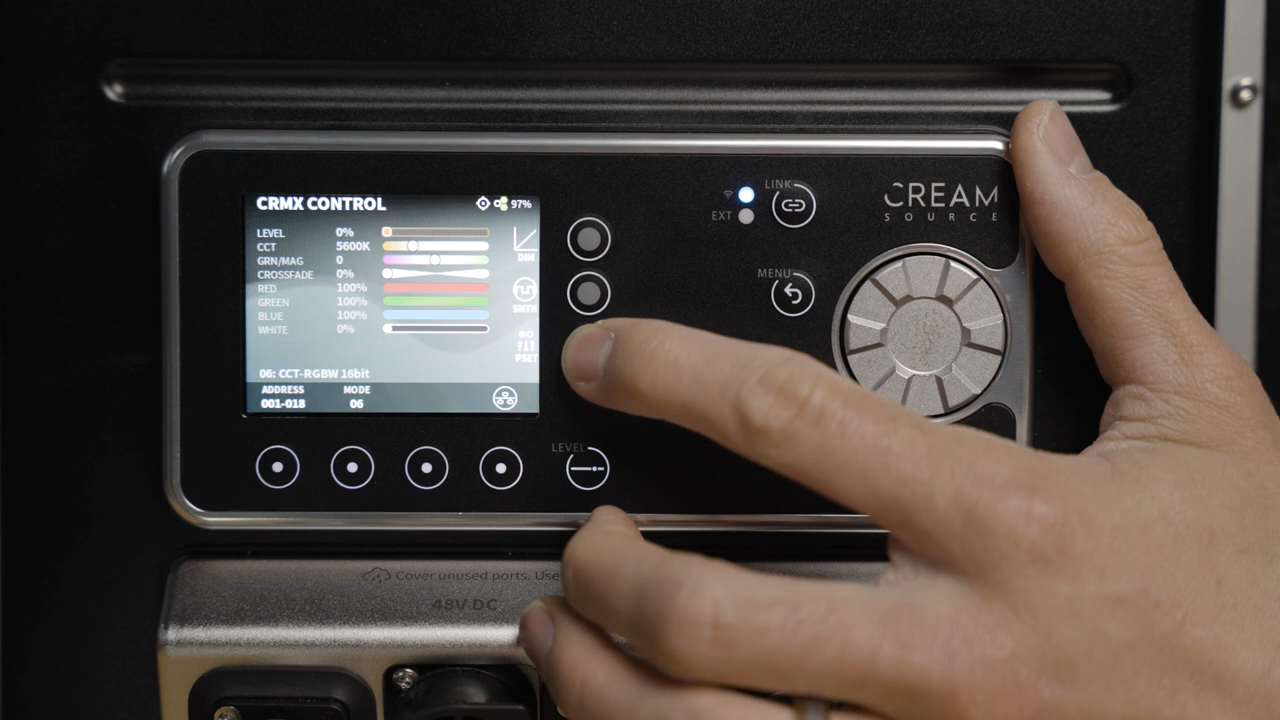 CRMX CONTROL 97%
LEVEL 0%
CCT 5600K
GRN/MAG 0
CROSSFADE 0%
RED 100%
GREEN 100%
BLUE 100%
WHITE 0%
DIM
SMTH
PSET
06: CCT-RGBW 16bit
ADDRESS MODE
001-018 06
LINK
EXT
MENU
CREAM
SOURCE
LEVEL
Cover unused ports. Use
48V DC